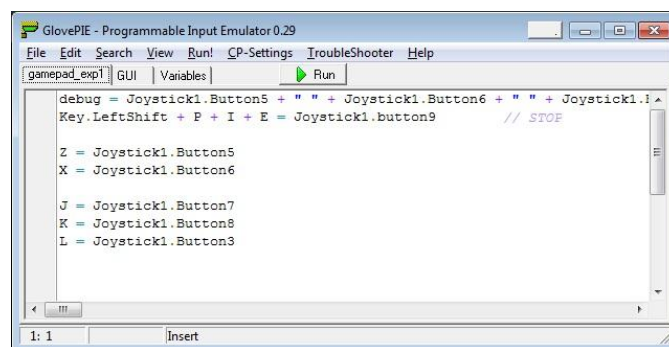 GlovePIE - Programmable Input Emulator 0.29
File Edit Search View Run! CP-Settings TroubleShooter Help
gamepad_exp1 GUI Variables Run
debug = Joystick1.Button5 + " " + Joystick1.Button6 + " " + Joystick1.
Key.LeftShift + P + I + E = Joystick1.button9 // STOP
Z = Joystick1.Button5
X = Joystick1.Button6
J = Joystick1.Button7
K = Joystick1.Button8
L = Joystick1.Button3
1: 1 Insert